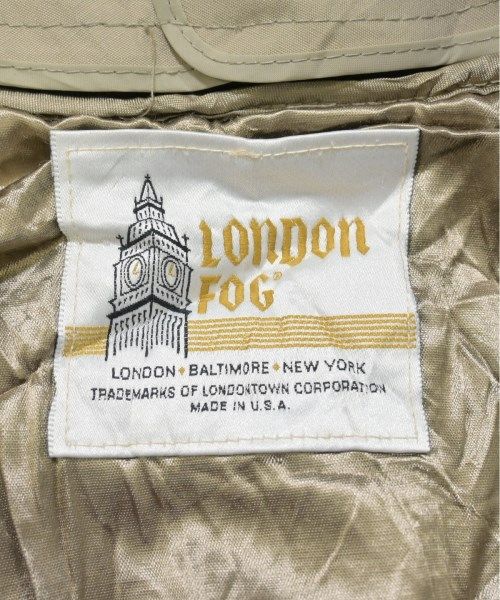 LONDON
FOG®
LONDON ♦ BALTIMORE ♦ NEW YORK
TRADEMARKS OF LONDONTOWN CORPORATION
MADE IN U.S.A.